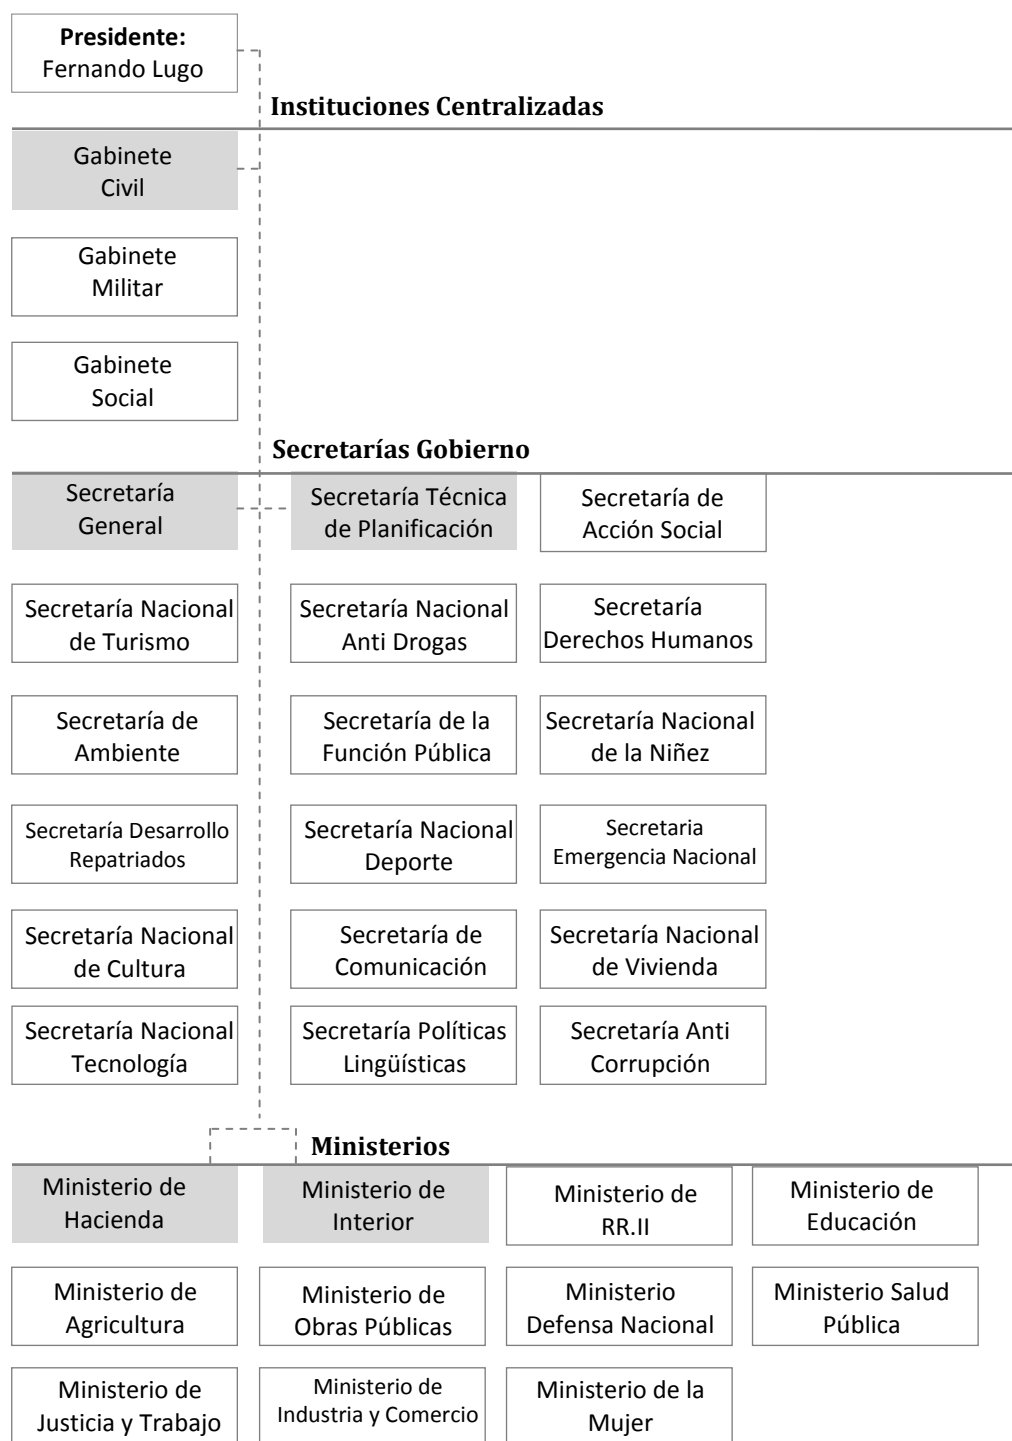 Presidente:
Fernando Lugo
Instituciones Centralizadas
Gabinete
Civil
Gabinete
Militar
Gabinete
Social
Secretarías Gobierno
Secretaría
General
Secretaría Técnica
de Planificación
Secretaría de
Acción Social
Secretaría Nacional
de Turismo
Secretaría Nacional
Anti Drogas
Secretaría
Derechos Humanos
Secretaría de
Ambiente
Secretaría de la
Función Pública
Secretaría Nacional
de la Niñez
Secretaría Desarrollo
Repatriados
Secretaría Nacional
Deporte
Secretaria
Emergencia Nacional
Secretaría Nacional
de Cultura
Secretaría de
Comunicación
Secretaría Nacional
de Vivienda
Secretaría Nacional
Tecnología
Secretaría Políticas
Lingüísticas
Secretaría Anti
Corrupción
Ministerios
Ministerio de
Hacienda
Ministerio de
Interior
Ministerio de
RR.II
Ministerio de
Educación
Ministerio de
Agricultura
Ministerio de
Obras Públicas
Ministerio
Defensa Nacional
Ministerio Salud
Pública
Ministerio de
Justicia y Trabajo
Ministerio de
Industria y Comercio
Ministerio de la
Mujer